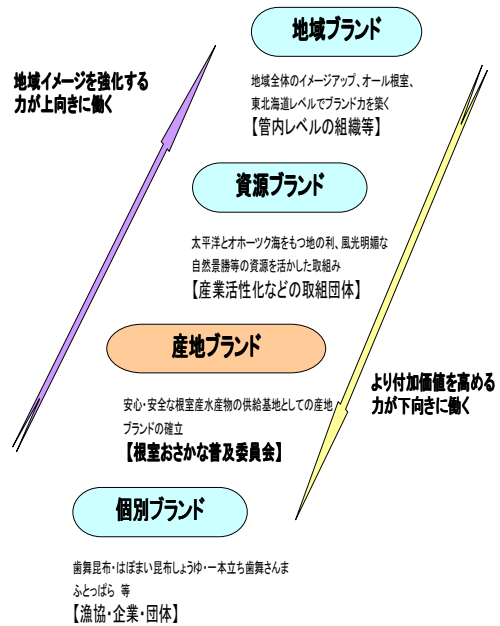 地域ブランド
地域イメージを強化する
力が上向きに働く
地域全体のイメージアップ、オール根室、
東北海道レベルでブランド力を築く
【管内レベルの組織等】
資源ブランド
太平洋とオホーツク海をもつ地の利、風光明媚な
自然景勝等の資源を活かした取組み
【産業活性化などの取組団体】
産地ブランド
より付加価値を高める
力が下向きに働く
安心・安全な根室産水産物の供給基地としての産地
ブランドの確立
【根室おさかな普及委員会】
個別ブランド
歯舞昆布・はぼまい昆布しょうゆ・一本立ち歯舞さんま
ふとっぱら 等
【漁協・企業・団体】